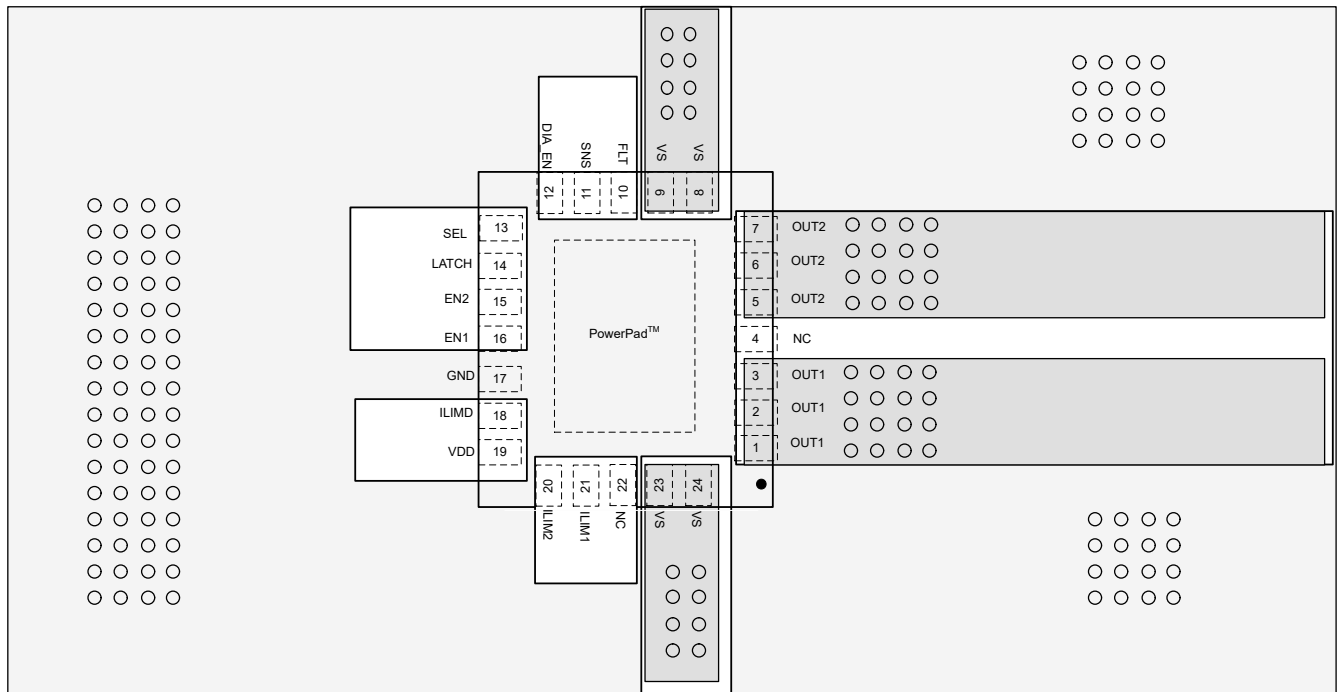 DIA_EN
SNS
FLT
VS
VS
12
11
10
9
8
SEL 13
LATCH 14
EN2 15
EN1 16
GND 17
ILIMD 18
VDD 19
PowerPad™
7 OUT2
6 OUT2
5 OUT2
4 NC
3 OUT1
2 OUT1
1 OUT1
20
21
22
23
24
ILIM2
ILIM1
NC
VS
VS